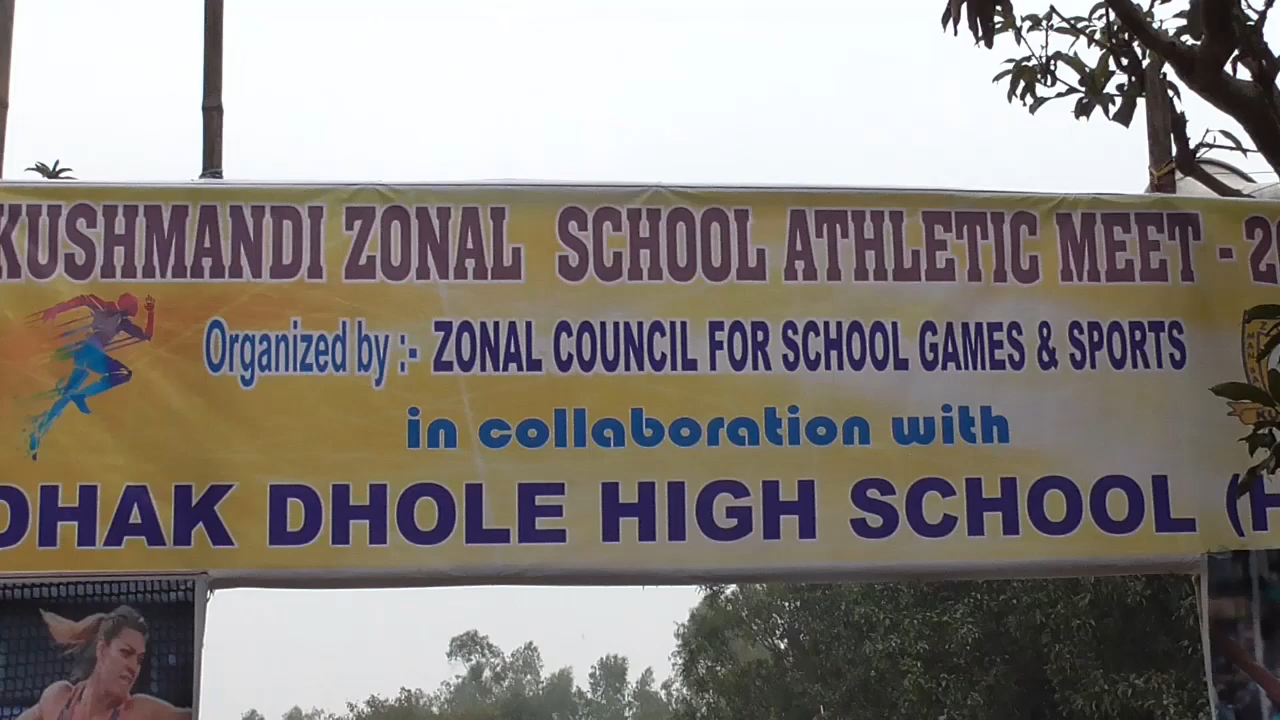 KUSHMANDI ZONAL SCHOOL ATHLETIC MEET - 20
Organized by :- ZONAL COUNCIL FOR SCHOOL GAMES & SPORTS
in collaboration with
DHAK DHOLE HIGH SCHOOL (H